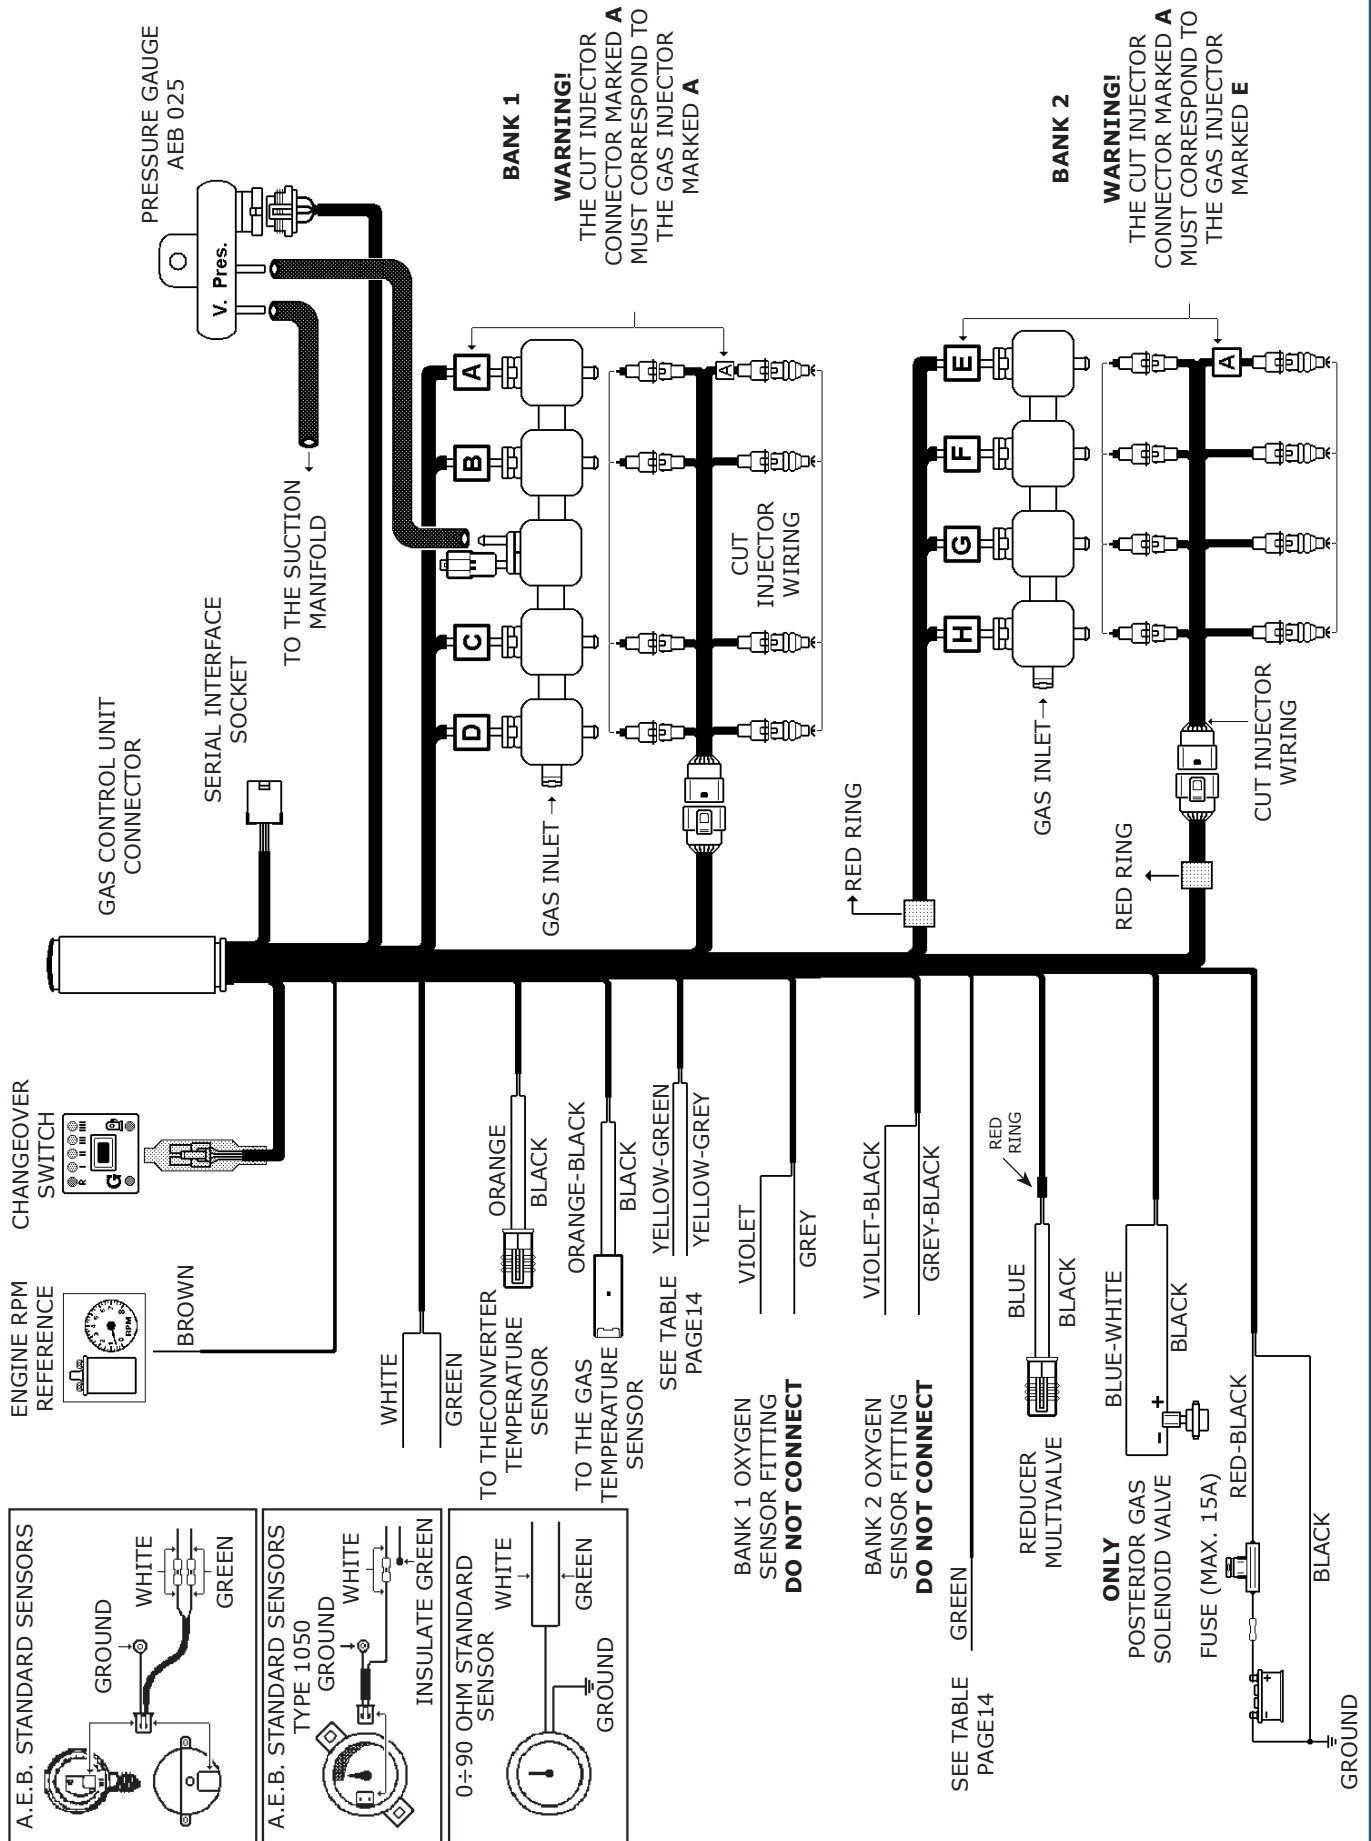 A.E.B. STANDARD SENSORS
GROUND
WHITE
GREEN
A.E.B. STANDARD SENSORS
TYPE 1050
GROUND
WHITE
INSULATE GREEN
0÷90 OHM STANDARD
SENSOR
WHITE
GREEN
GROUND
ENGINE RPM
REFERENCE
RPM
BROWN
CHANGEOVER
SWITCH
R
I
II
III
IIII
G
GAS CONTROL UNIT
CONNECTOR
SERIAL INTERFACE
SOCKET
PRESSURE GAUGE
AEB 025
V. Pres.
TO THE SUCTION
MANIFOLD
WHITE
GREEN
TO THECONVERTER
TEMPERATURE
SENSOR
ORANGE
BLACK
TO THE GAS
TEMPERATURE
SENSOR
ORANGE-BLACK
BLACK
SEE TABLE
PAGE14
YELLOW-GREEN
YELLOW-GREY
BANK 1 OXYGEN
SENSOR FITTING
DO NOT CONNECT
VIOLET
GREY
BANK 2 OXYGEN
SENSOR FITTING
DO NOT CONNECT
VIOLET-BLACK
GREY-BLACK
SEE TABLE
PAGE14
GREEN
REDUCER
MULTIVALVE
BLUE
BLACK
RED
RING
ONLY
POSTERIOR GAS
SOLENOID VALVE
BLUE-WHITE
BLACK
- +
FUSE (MAX. 15A)
RED-BLACK
- +
BLACK
GROUND
D
C
B
A
GAS INLET
CUT
INJECTOR
WIRING
A
BANK 1
WARNING!
THE CUT INJECTOR
CONNECTOR MARKED A
MUST CORRESPOND TO
THE GAS INJECTOR
MARKED A
RED RING
H
G
F
E
GAS INLET
RED RING
CUT INJECTOR
WIRING
A
BANK 2
WARNING!
THE CUT INJECTOR
CONNECTOR MARKED A
MUST CORRESPOND TO
THE GAS INJECTOR
MARKED E